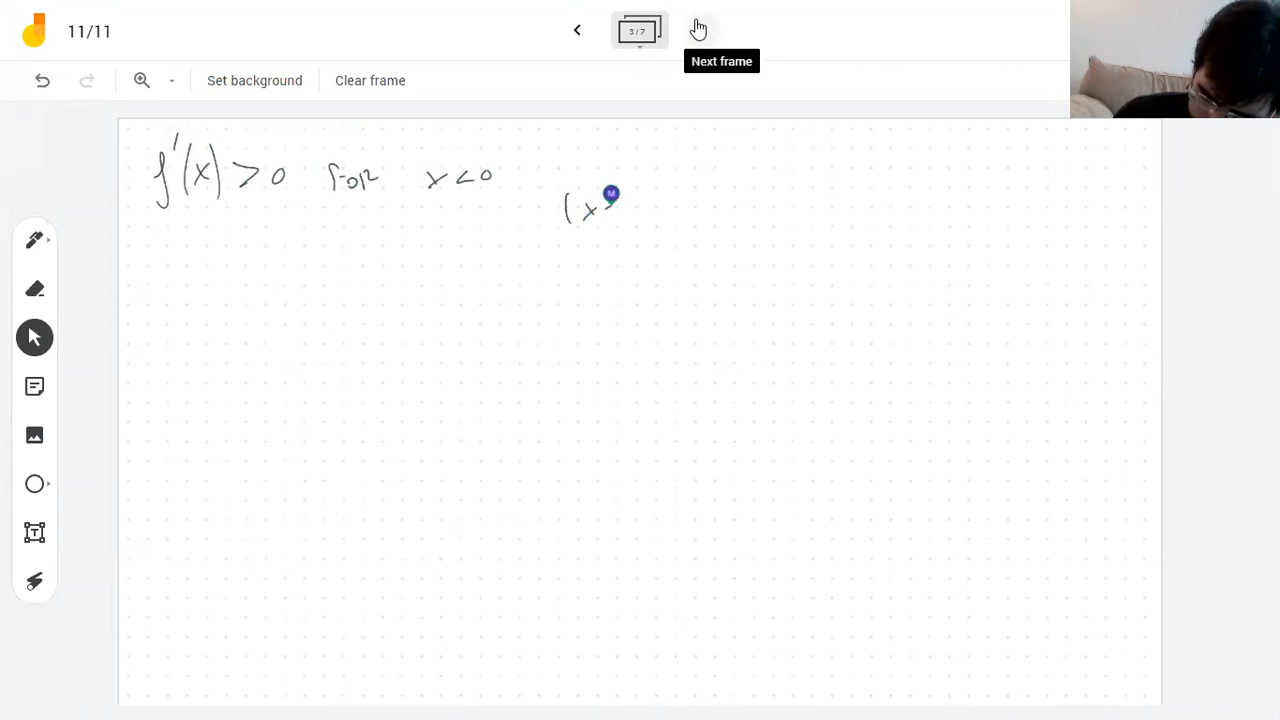 11/11
3 / 7
Next frame
Set background
Clear frame
f'(x) > 0 for x < 0
(x
M